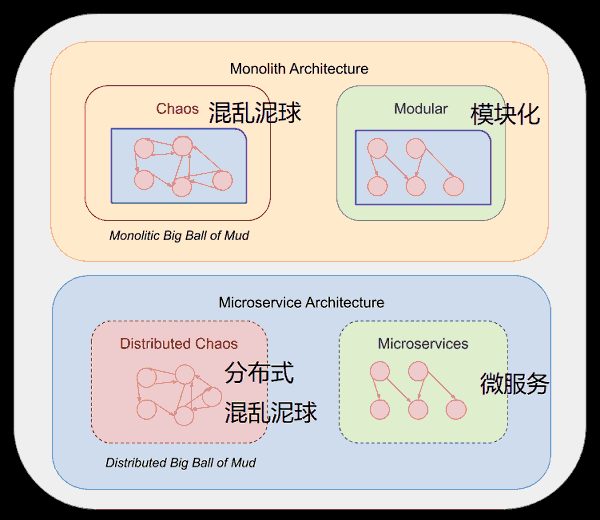 Monolith Architecture
Chaos 混乱泥球
Modular 模块化
Monolitic Big Ball of Mud
Microservice Architecture
Distributed Chaos
分布式
混乱泥球
Microservices
微服务
Distributed Big Ball of Mud